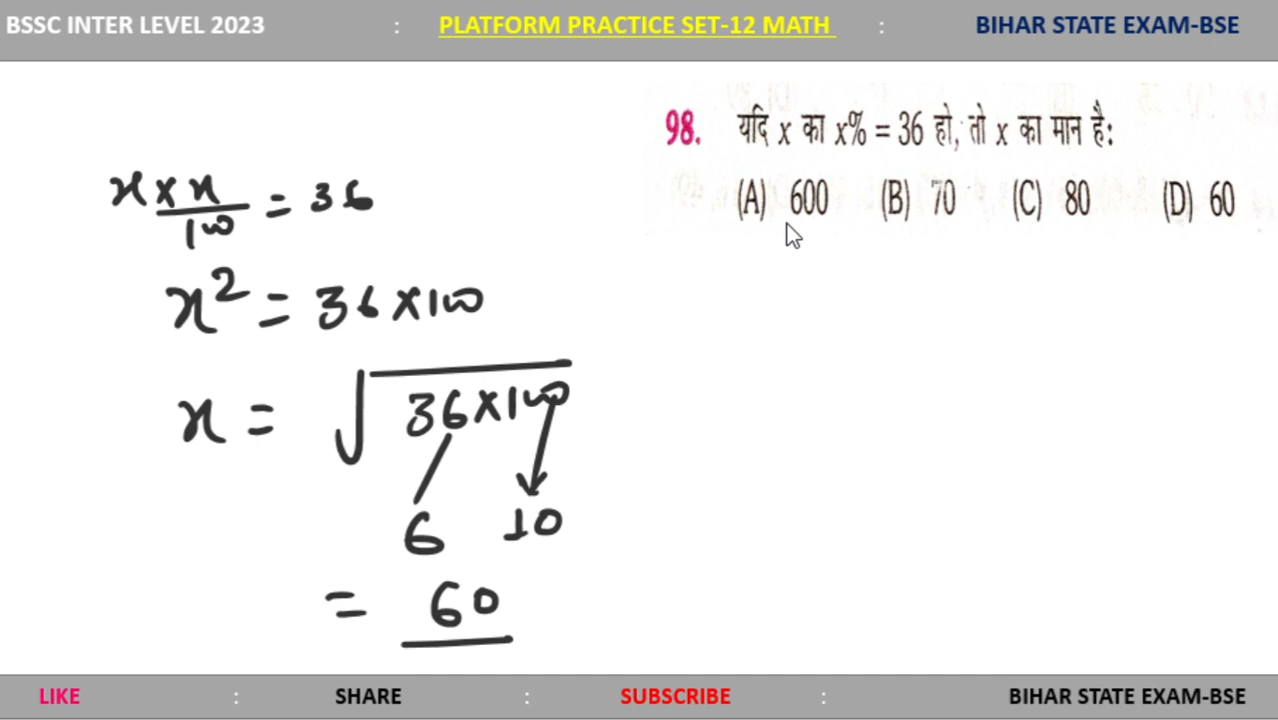 BSSC INTER LEVEL 2023 : PLATFORM PRACTICE SET-12 MATH : BIHAR STATE EXAM-BSE
98. यदि x का x% = 36 हो, तो x का मान है:
(A) 600 (B) 70 (C) 80 (D) 60
x × x / 100 = 36
x² = 36 × 100
x = √36 × 100
6 10
= 60
LIKE : SHARE : SUBSCRIBE : BIHAR STATE EXAM-BSE